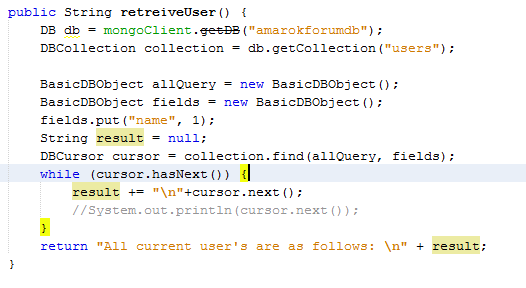 public String retreiveUser() {
    DB db = mongoClient.getDB("amarokforumdb");
    DBCollection collection = db.getCollection("users");

    BasicDBObject allQuery = new BasicDBObject();
    BasicDBObject fields = new BasicDBObject();
    fields.put("name", 1);
    String result = null;
    DBCursor cursor = collection.find(allQuery, fields);
    while (cursor.hasNext()) {
        result += "\n"+cursor.next();
        //System.out.println(cursor.next());
    }
    return "All current user's are as follows: \n" + result;
}